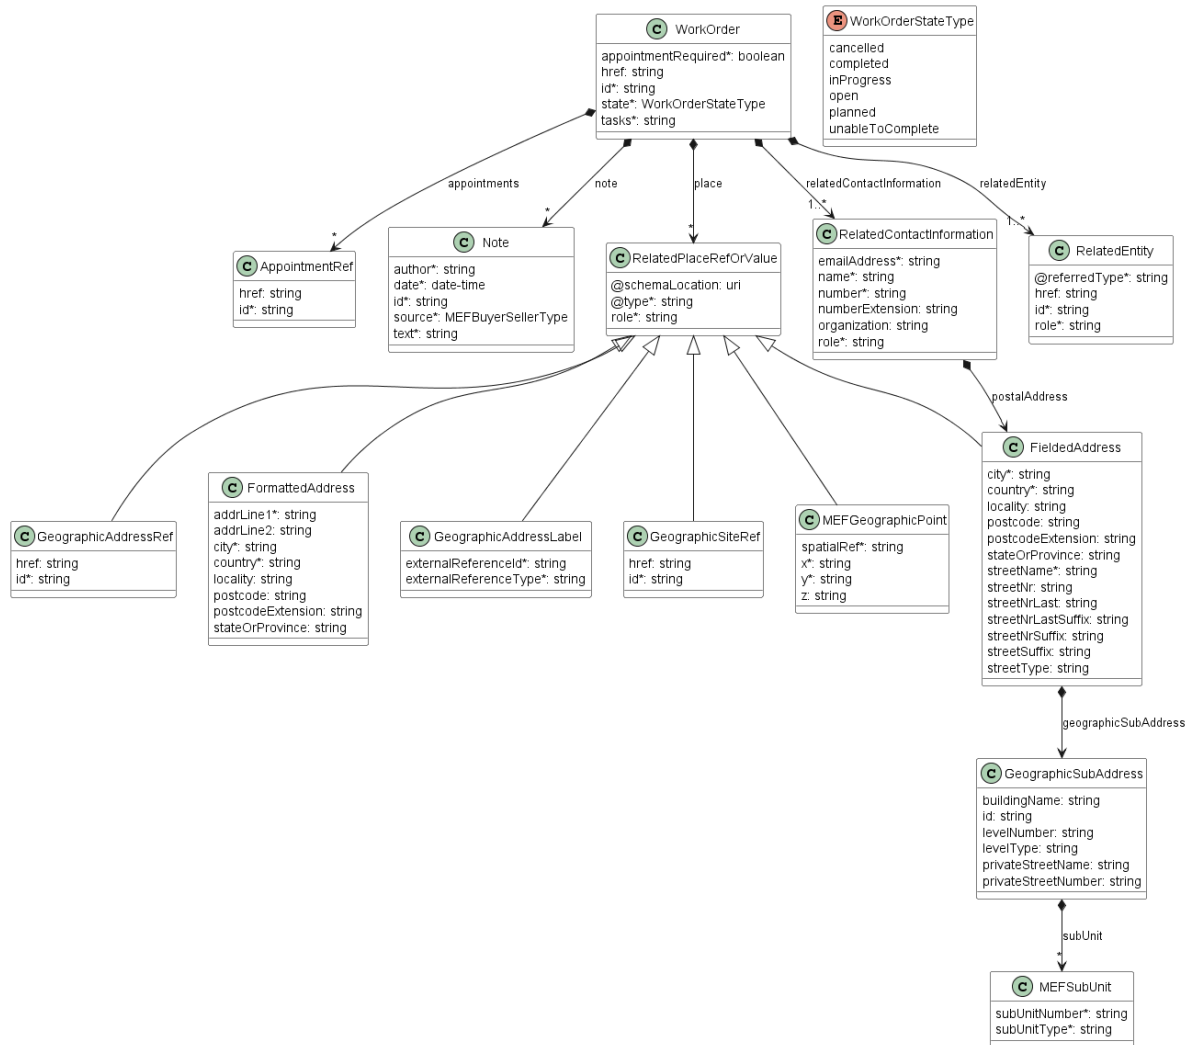 C WorkOrder
appointmentRequired*: boolean
href: string
id*: string
state*: WorkOrderStateType
tasks*: string
E WorkOrderStateType
cancelled
completed
inProgress
open
planned
unableToComplete
appointments
*
note
*
place
*
relatedContactInformation
1..*
relatedEntity
1..*
C AppointmentRef
href: string
id*: string
C Note
author*: string
date*: date-time
id*: string
source*: MEFBuyerSellerType
text*: string
C RelatedPlaceRefOrValue
@schemaLocation: uri
@type*: string
role*: string
C RelatedContactInformation
emailAddress*: string
name*: string
number*: string
numberExtension: string
organization: string
role*: string
C RelatedEntity
@referredType*: string
href: string
id*: string
role*: string
postalAddress
C GeographicAddressRef
href: string
id*: string
C FormattedAddress
addrLine1*: string
addrLine2: string
city*: string
country*: string
locality: string
postcode: string
postcodeExtension: string
stateOrProvince: string
C GeographicAddressLabel
externalReferenceId*: string
externalReferenceType*: string
C GeographicSiteRef
href: string
id*: string
C MEFGeographicPoint
spatialRef*: string
x*: string
y*: string
z: string
C FieldedAddress
city*: string
country*: string
locality: string
postcode: string
postcodeExtension: string
stateOrProvince: string
streetName*: string
streetNr: string
streetNrLast: string
streetNrLastSuffix: string
streetNrSuffix: string
streetSuffix: string
streetType: string
geographicSubAddress
C GeographicSubAddress
buildingName: string
id: string
levelNumber: string
levelType: string
privateStreetName: string
privateStreetNumber: string
subUnit
*
C MEFSubUnit
subUnitNumber*: string
subUnitType*: string